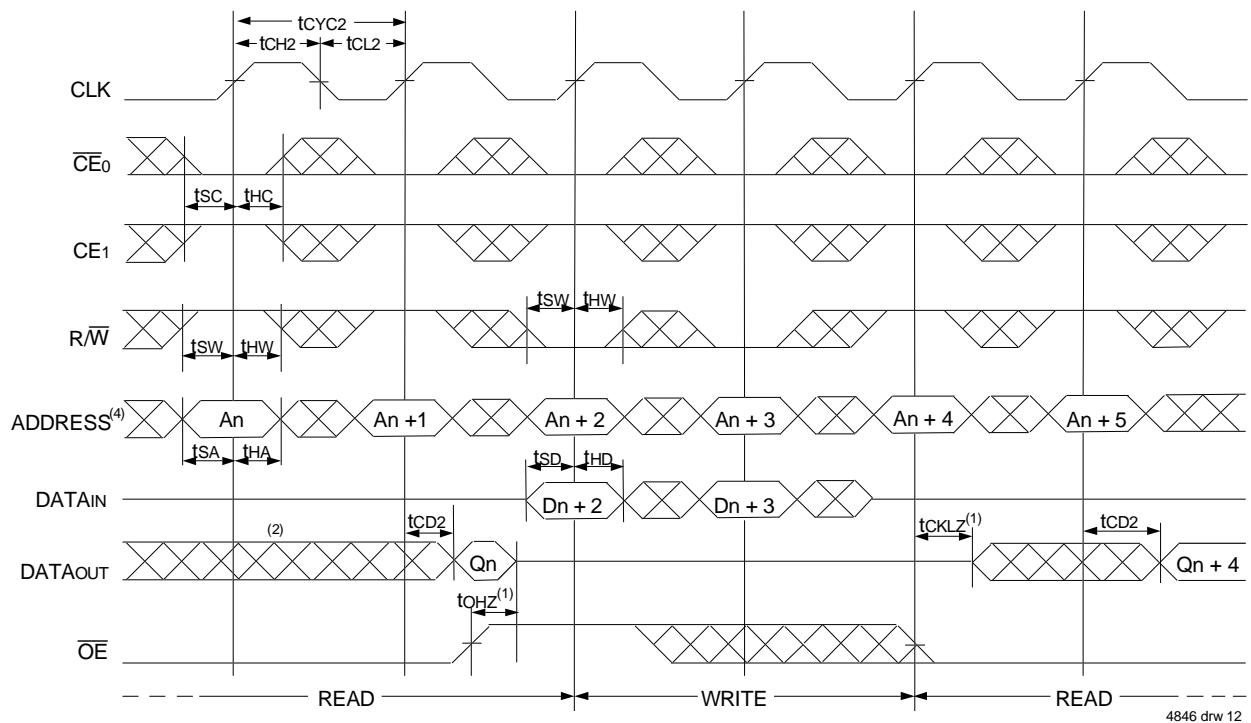 tCYC2
tCH2 tCL2
CLK
CE0
tSC tHC
CE1
tSW tHW
R/W
tSW tHW
ADDRESS(4) An An +1 An + 2 An + 3 An + 4 An + 5
tSA tHA tSD tHD
DATAIN Dn + 2 Dn + 3
(2) tCD2 tCKLZ(1) tCD2
DATAOUT Qn Qn + 4
tOHZ(1)
OE
READ WRITE READ
4846 drw 12